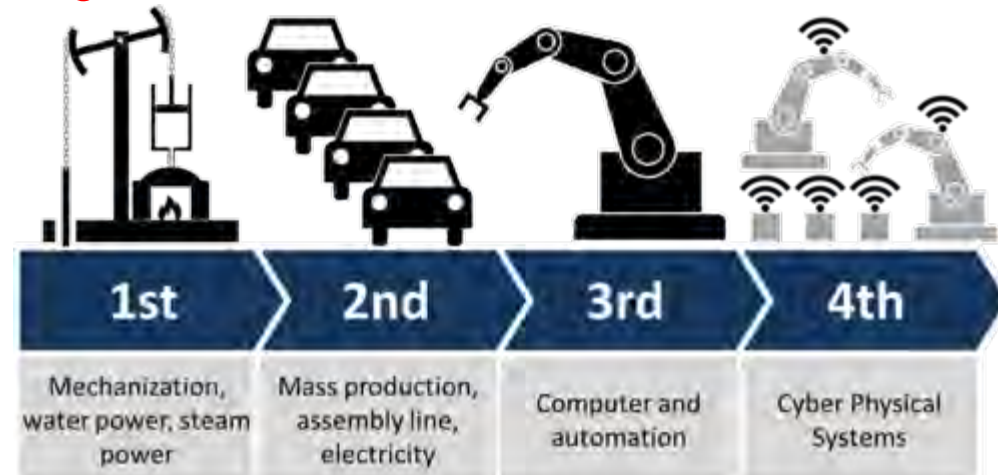 1st
2nd
3rd
4th
Mechanization,
water power, steam
power
Mass production,
assembly line,
electricity
Computer and
automation
Cyber Physical
Systems